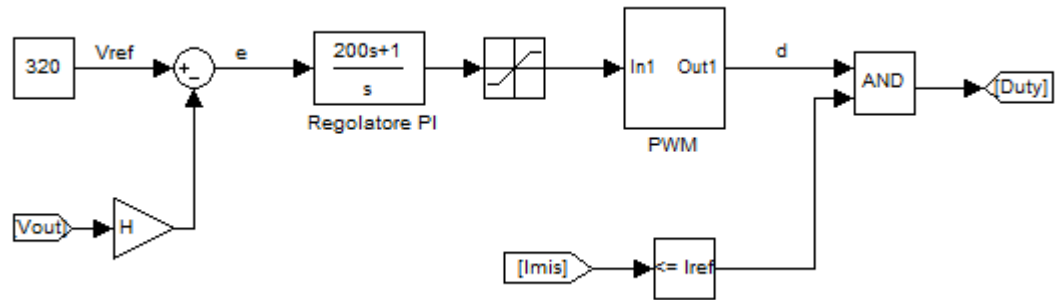 320
Vref
+
−
e
200s+1
s
Regolatore PI
In1 Out1
PWM
d
AND
[Duty]
[Vout]
H
[Imis]
<= Iref